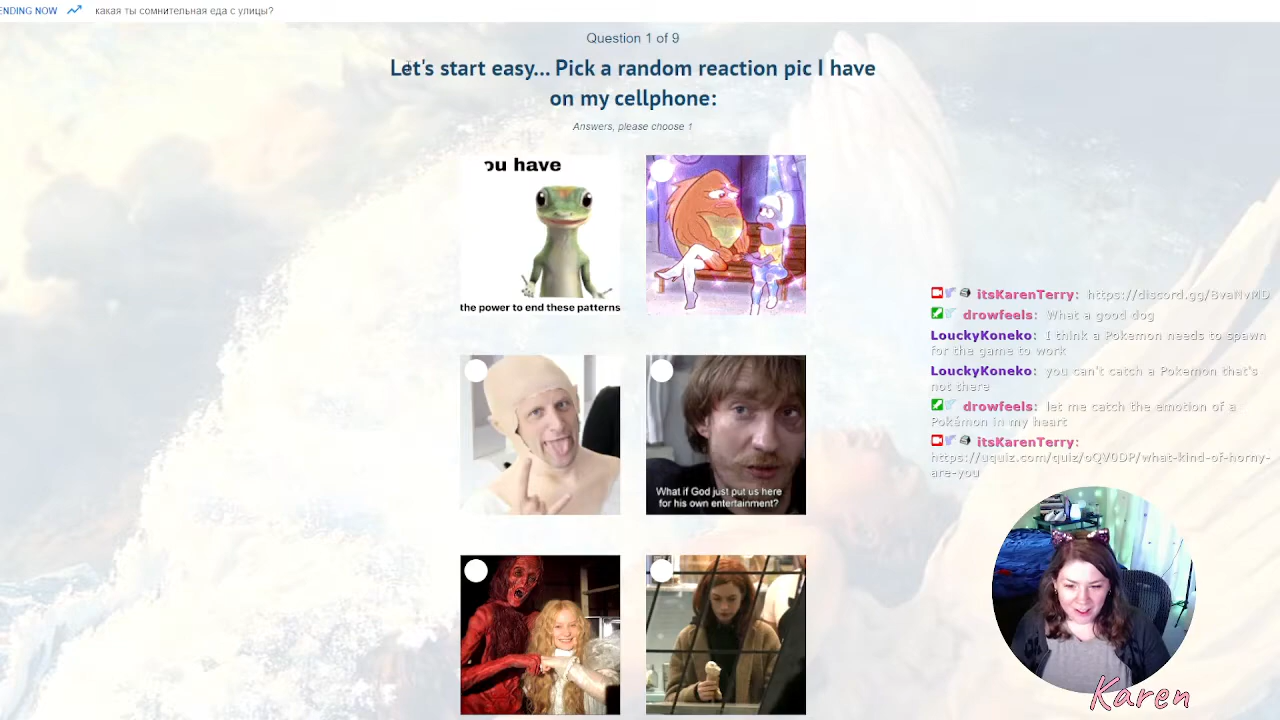 ENDING NOW какая ты сомнительная еда с улицы?
Question 1 of 9
Let's start easy... Pick a random reaction pic I have
on my cellphone:
Answers, please choose 1
ou have
the power to end these patterns
What if God just put us here
for his own entertainment?
itsKarenTerry: https://discord.gg/BvanvMD
drowfeels: What a good dog
LouckyKoneko: I think a Pokemon needs to spawn
for the game to work
LouckyKoneko: you can't catch a Pokemon that's
not there
drowfeels: let me catch the emotion of a
Pokémon in my heart
itsKarenTerry:
https://uquiz.com/quiz/oQV0DP/what-kind-of-horny-
are-you
Karen